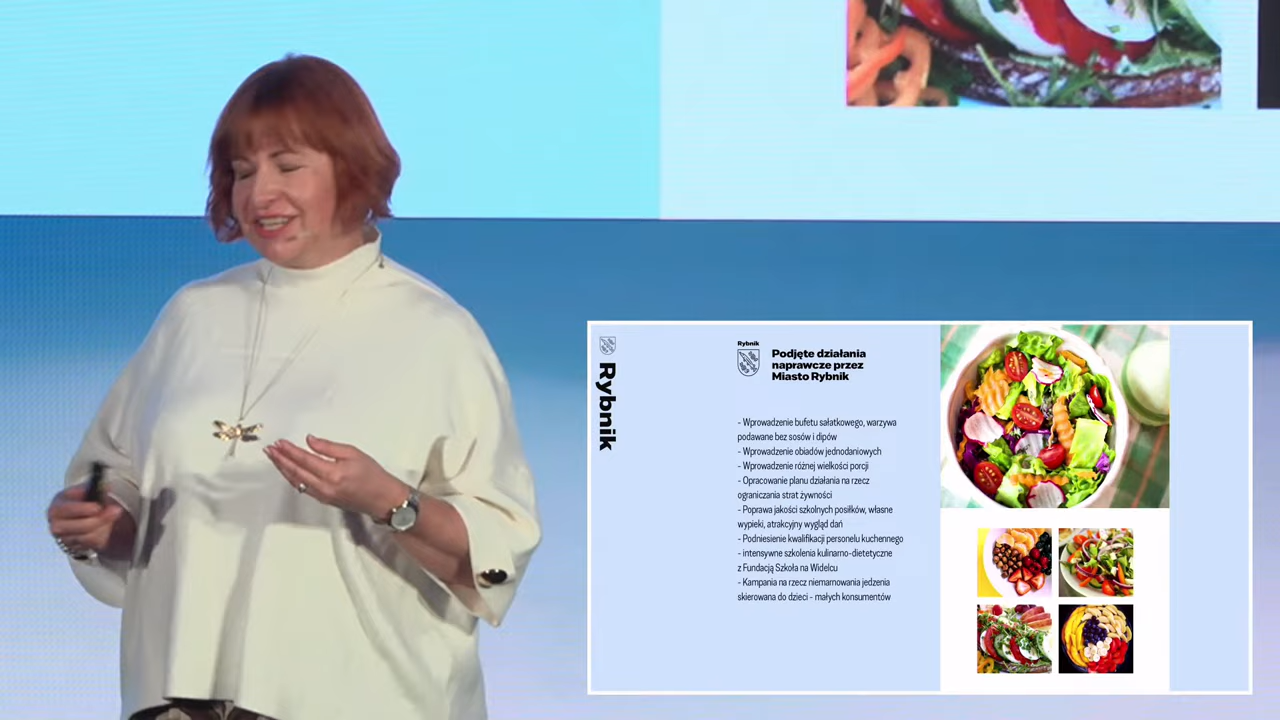 Rybnik
Rybnik
Podjęte działania
naprawcze przez
Miasto Rybnik
- Wprowadzenie bufetu sałatkowego, warzywa
podawane bez sosów i dipów
- Wprowadzenie obiadów jednodaniowych
- Wprowadzenie różnej wielkości porcji
- Opracowanie planu działania na rzecz
ograniczania strat żywności
- Poprawa jakości szkolnych posiłków, własne
wypieki, atrakcyjny wygląd dań
- Podniesienie kwalifikacji personelu kuchennego
- intensywne szkolenia kulinarno-dietetyczne
z Fundacją Szkoła na Widelcu
- Kampania na rzecz niemarnowania jedzenia
skierowana do dzieci - małych konsumentów